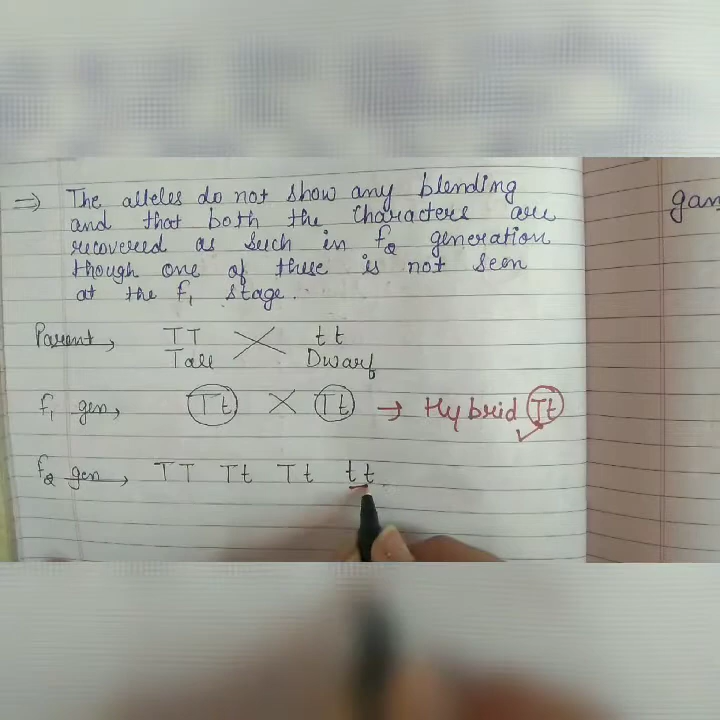 ⇒ The alleles do not show any blending
and that both the characters are
recovered as such in f2 generation
though one of these is not seen
at the f1 stage.
Parent, TT × tt
Tall Dwarf
f1 gen, Tt × Tt → Hybrid Tt ✓
f2 gen, TT Tt Tt tt
gam